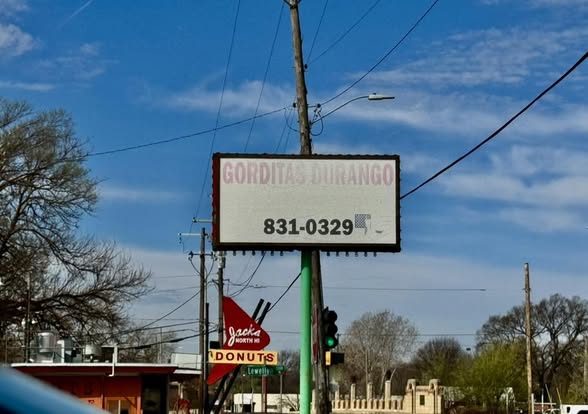 GORDITAS DURANGO
831-0329
Jack's
NORTH HI
DONUTS